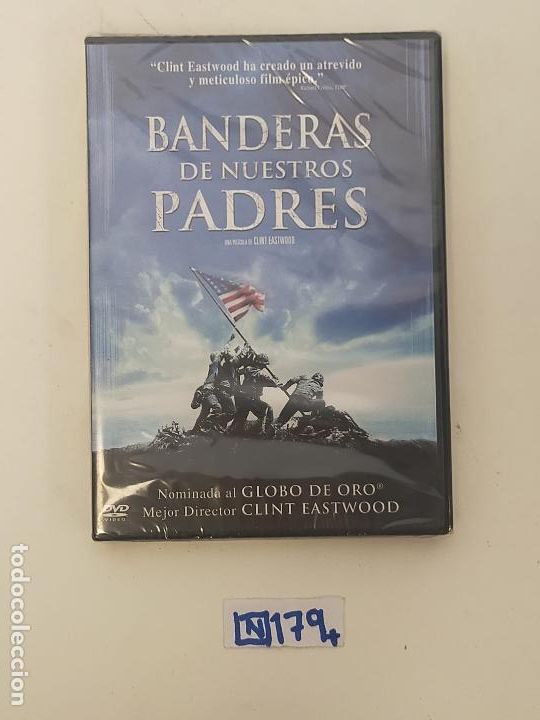 “Clint Eastwood ha creado un atrevido
y meticuloso film épico.”
BANDERAS
DE NUESTROS
PADRES
UNA PELÍCULA DE CLINT EASTWOOD
Nominada al GLOBO DE ORO®
Mejor Director CLINT EASTWOOD
DVD
VIDEO
N 179
todocoleccion